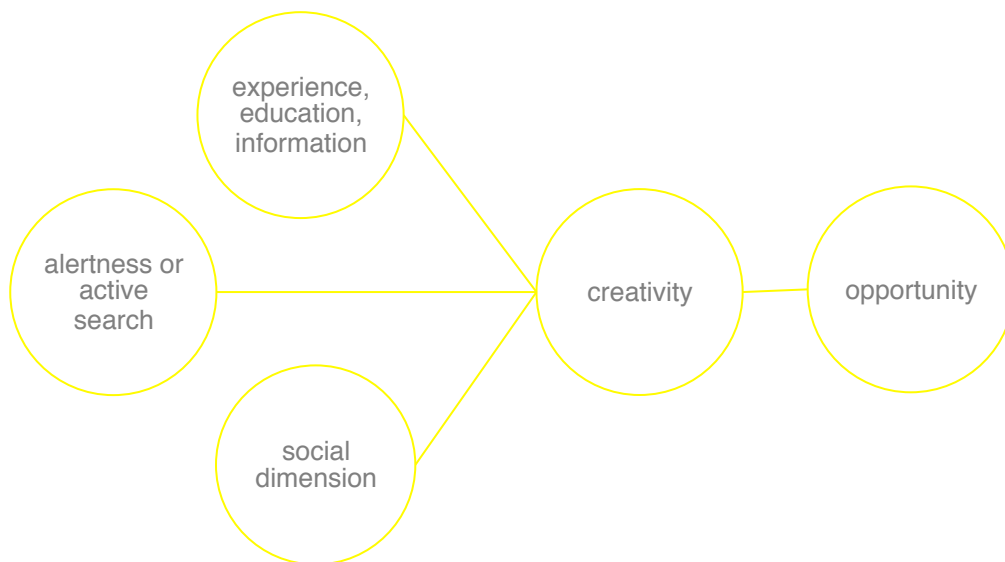 experience,
education,
information
alertness or
active
search
creativity
opportunity
social
dimension